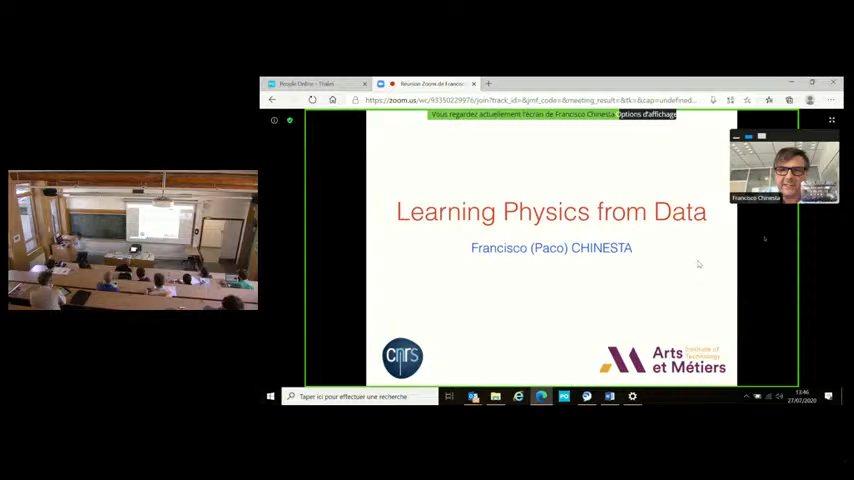 People Online - Thales
Réunion Zoom de Francisc
https://zoom.us/wc/93350229976/join?track_id=&jmf_code=&meeting_result=&tk=&cap=undefined...
Vous regardez actuellement l'écran de Francisco Chinesta
Options d'affichage
Francisco Chinesta
Learning Physics from Data
Francisco (Paco) CHINESTA
cnrs
Arts
et Métiers
Institute of
Technology
Taper ici pour effectuer une recherche
13:46
27/07/2020